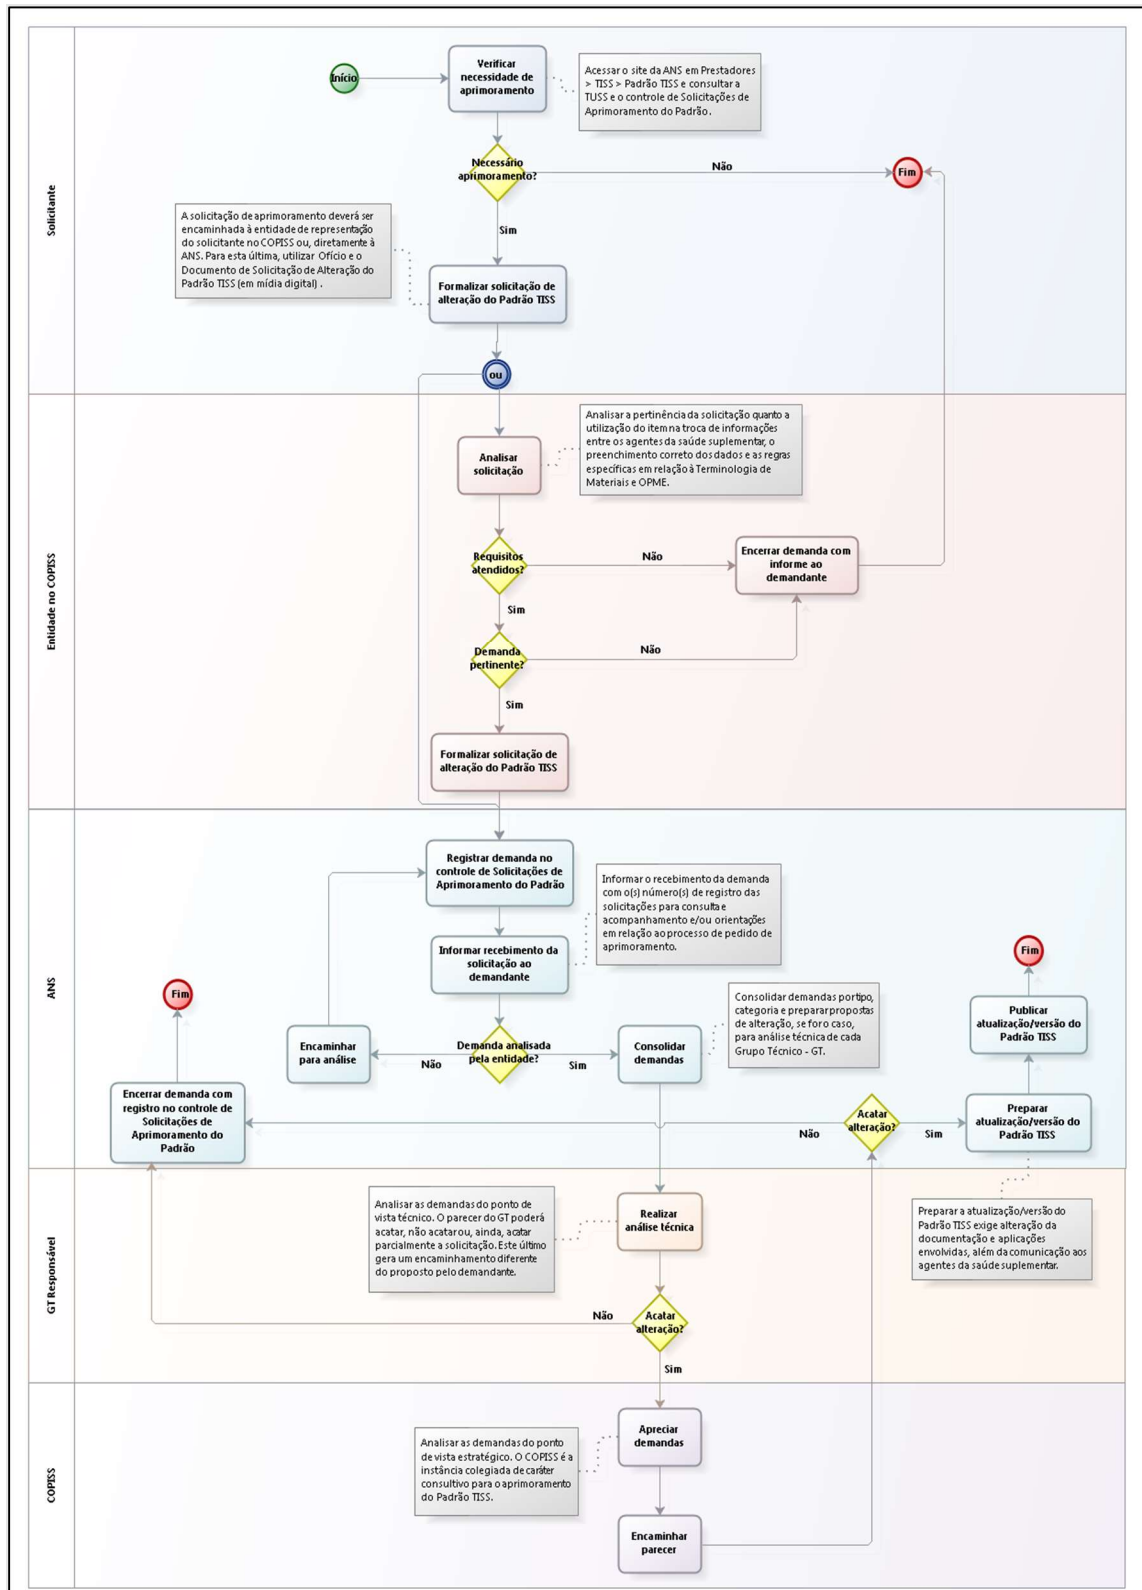 Solicitante
Início
Verificar
necessidade de
aprimoramento
Acessar o site da ANS em Prestadores
> TISS > Padrão TISS e consultar a
TUSS e o controle de Solicitações de
Aprimoramento do Padrão.
Necessário
aprimoramento?
Não
Fim
Sim
A solicitação de aprimoramento deverá ser
encaminhada à entidade de representação
do solicitante no COPISS ou, diretamente à
ANS. Para esta última, utilizar Ofício e o
Documento de Solicitação de Alteração do
Padrão TISS (em mídia digital) .
Formalizar solicitação de
alteração do Padrão TISS
ou
Entidade no COPISS
Analisar a pertinência da solicitação quanto a
utilização do item na troca de informações
entre os agentes da saúde suplementar, o
preenchimento correto dos dados e as regras
específicas em relação à Terminologia de
Materiais e OPME.
Analisar
solicitação
Requisitos
atendidos?
Não
Encerrar demanda com
informe ao
demandante
Sim
Demanda
pertinente?
Não
Sim
Formalizar solicitação de
alteração do Padrão TISS
ANS
Registrar demanda no
controle de Solicitações de
Aprimoramento do Padrão
Informar o recebimento da demanda
com o(s) número(s) de registro das
solicitações para consulta e
acompanhamento e/ou orientações
em relação ao processo de pedido de
aprimoramento.
Informar recebimento da
solicitação ao
demandante
Fim
Fim
Encaminhar
para análise
Não
Demanda analisada
pela entidade?
Sim
Consolidar
demandas
Consolidar demandas por tipo,
categoria e preparar propostas
de alteração, se for o caso,
para análise técnica de cada
Grupo Técnico - GT.
Publicar
atualização/versão do
Padrão TISS
Encerrar demanda com
registro no controle de
Solicitações de
Aprimoramento do
Padrão
Não
Acatar
alteração?
Sim
Preparar
atualização/versão do
Padrão TISS
GT Responsável
Analisar as demandas do ponto de
vista técnico. O parecer do GT poderá
acatar, não acatar ou, ainda, acatar
parcialmente a solicitação. Este último
gera um encaminhamento diferente
do proposto pelo demandante.
Realizar
análise técnica
Preparar a atualização/versão do
Padrão TISS exige alteração da
documentação e aplicações
envolvidas, além da comunicação aos
agentes da saúde suplementar.
Não
Acatar
alteração?
Sim
COPISS
Analisar as demandas do ponto
de vista estratégico. O COPISS é a
instância colegiada de caráter
consultivo para o aprimoramento
do Padrão TISS.
Apreciar
demandas
Encaminhar
parecer